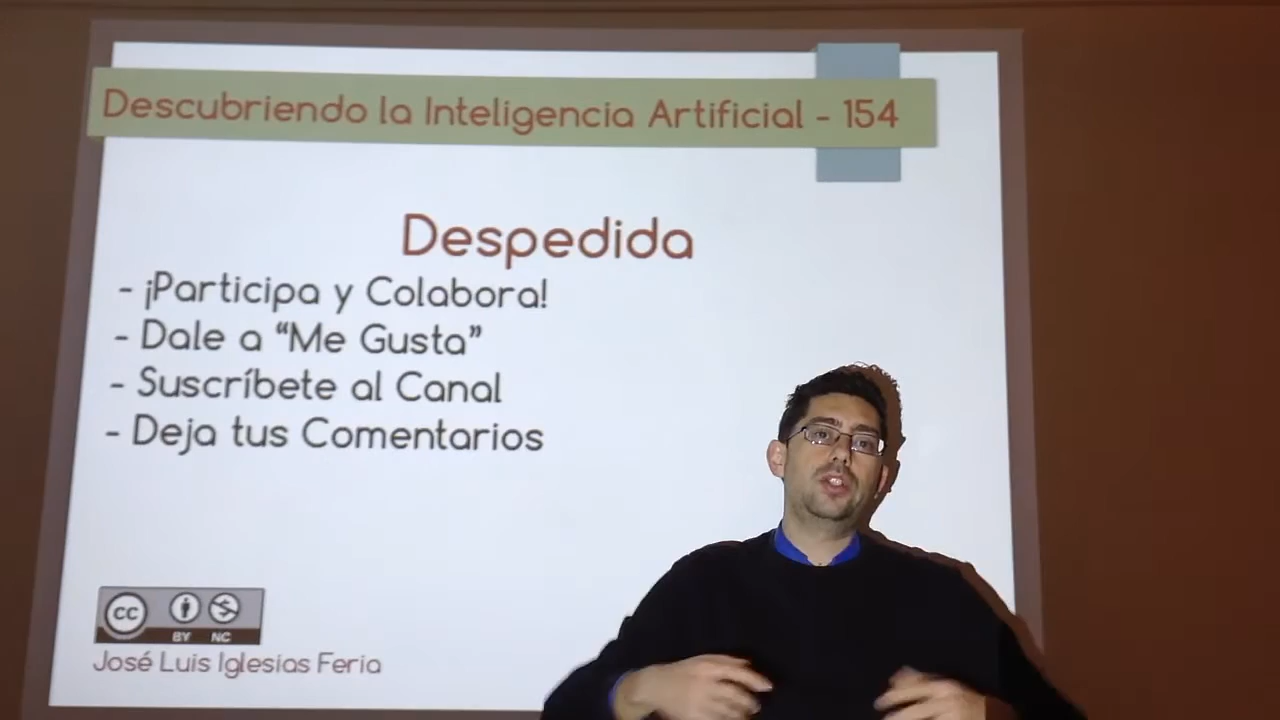 Descubriendo la Inteligencia Artificial - 154
Despedida
- ¡Participa y Colabora!
- Dale a “Me Gusta”
- Suscríbete al Canal
- Deja tus Comentarios
cc
BY NC
José Luis Iglesias Feria